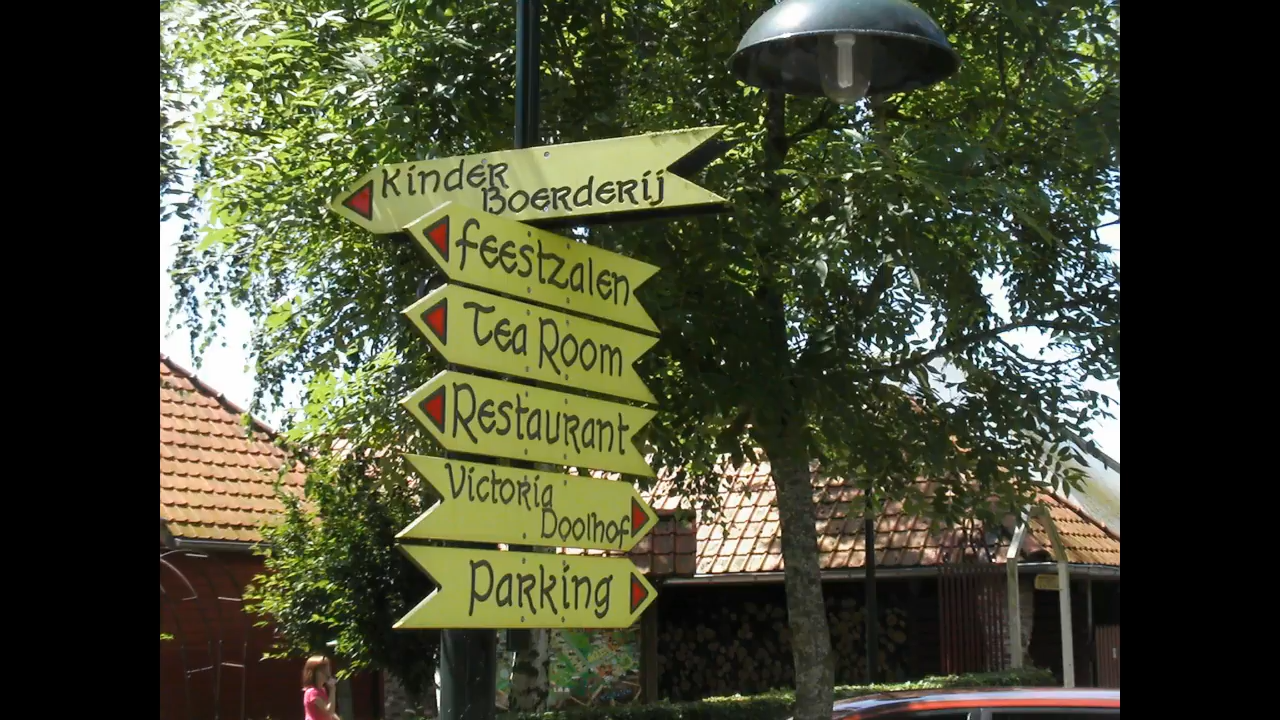 Kinder
Boerderij
Feestzalen
Tea Room
Restaurant
Victoria
Doolhof
Parking